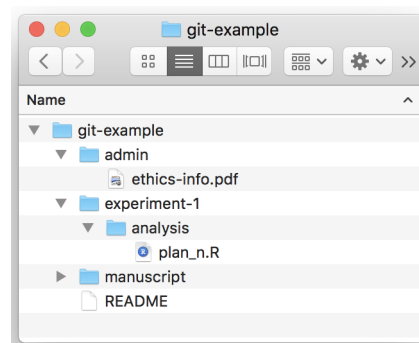 git-example
Name
git-example
admin
ethics-info.pdf
experiment-1
analysis
plan_n.R
manuscript
README